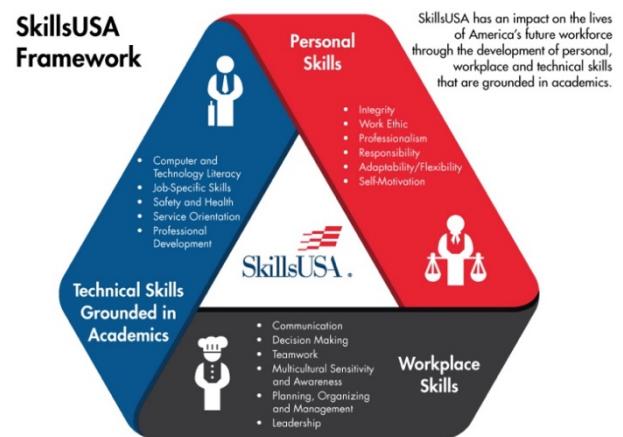 SkillsUSA
Framework
SkillsUSA has an impact on the lives
of America's future workforce
through the development of personal,
workplace and technical skills
that are grounded in academics.
Personal
Skills
• Integrity
• Work Ethic
• Professionalism
• Responsibility
• Adaptability/Flexibility
• Self-Motivation
• Computer and
Technology Literacy
• Job-Specific Skills
• Safety and Health
• Service Orientation
• Professional
Development
Technical Skills
Grounded in
Academics
SkillsUSA®
• Communication
• Decision Making
• Teamwork
• Multicultural Sensitivity
and Awareness
• Planning, Organizing
and Management
• Leadership
Workplace
Skills